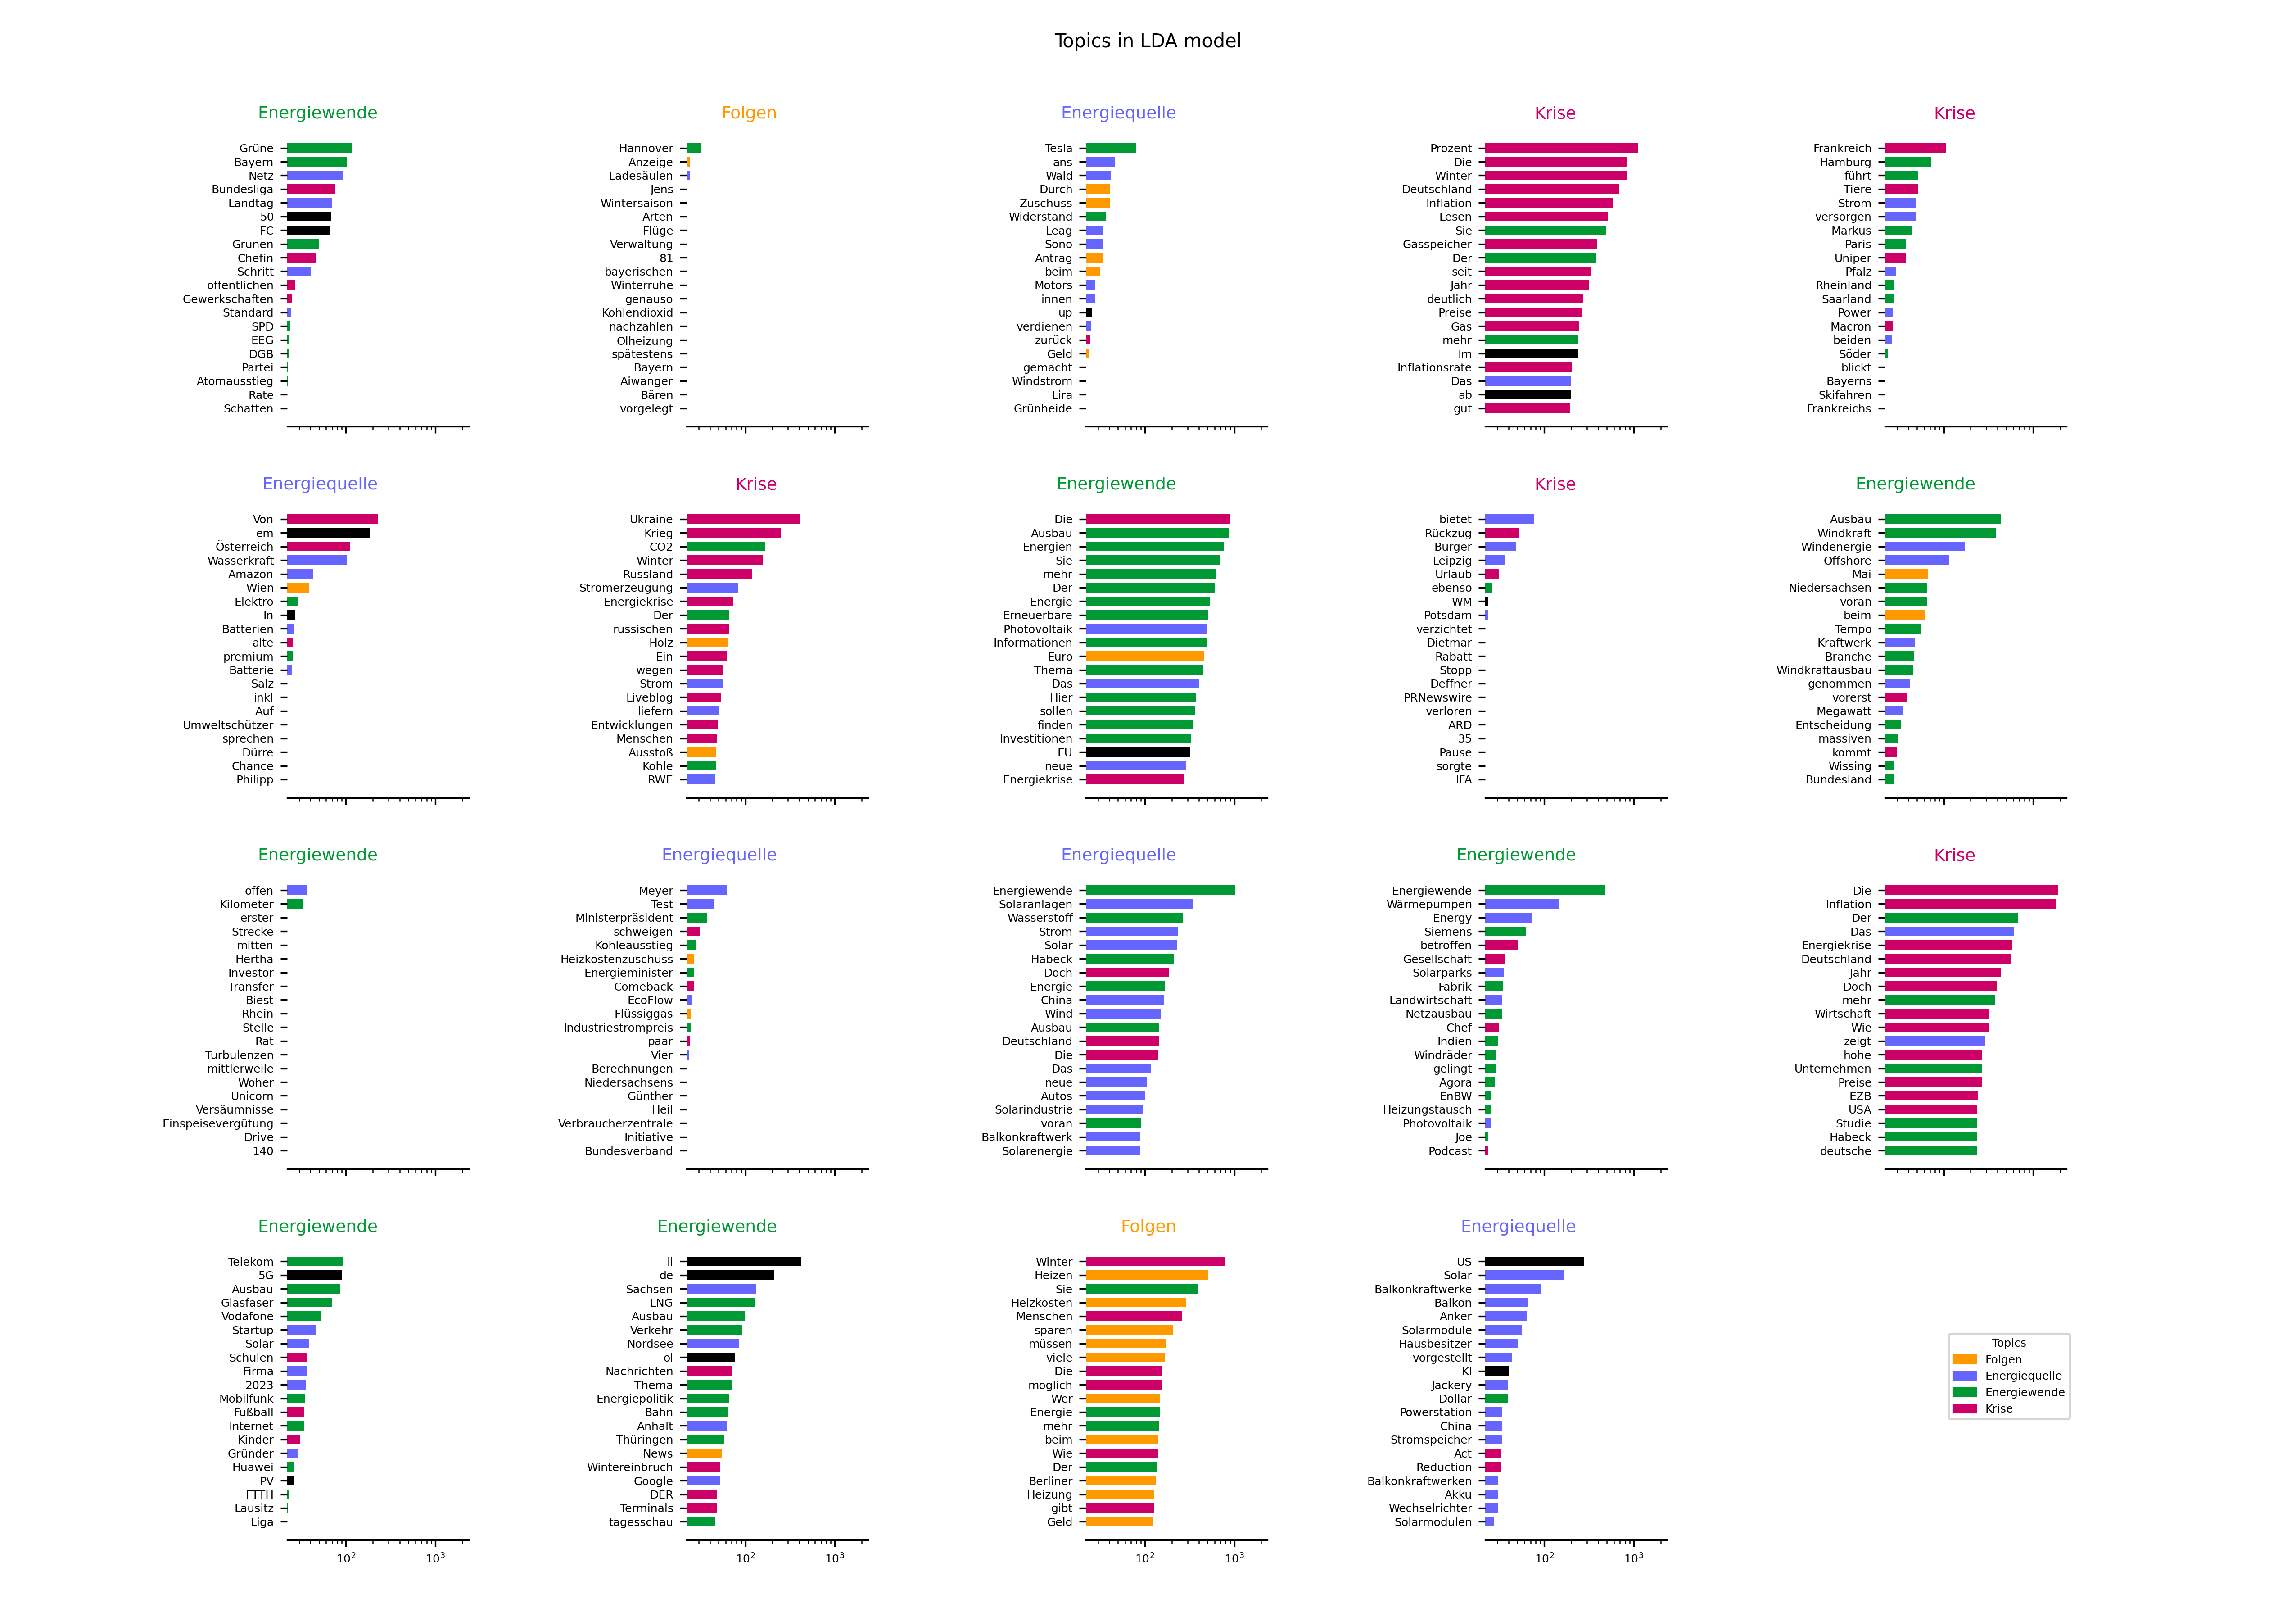 Topics in LDA model
Energiewende
Grüne
Bayern
Netz
Bundesliga
Landtag
50
FC
Grünen
Chefin
Schritt
öffentlichen
Gewerkschaften
Standard
SPD
EEG
DGB
Partei
Atomausstieg
Rate
Schatten
Folgen
Hannover
Anzeige
Ladesäulen
Jens
Wintersaison
Arten
Flüge
Verwaltung
81
bayerischen
Winterruhe
genauso
Kohlendioxid
nachzahlen
Ölheizung
spätestens
Bayern
Aiwanger
Bären
vorgelegt
Energiequelle
Tesla
ans
Wald
Durch
Zuschuss
Widerstand
Leag
Sono
Antrag
beim
Motors
innen
up
verdienen
zurück
Geld
gemacht
Windstrom
Lira
Grünheide
Krise
Prozent
Die
Winter
Deutschland
Inflation
Lesen
Sie
Gasspeicher
Der
seit
Jahr
deutlich
Preise
Gas
mehr
Im
Inflationsrate
Das
ab
gut
Krise
Frankreich
Hamburg
führt
Tiere
Strom
versorgen
Markus
Paris
Uniper
Pfalz
Rheinland
Saarland
Power
Macron
beiden
Söder
blickt
Bayerns
Skifahren
Frankreichs
Energiequelle
Von
em
Österreich
Wasserkraft
Amazon
Wien
Elektro
In
Batterien
alte
premium
Batterie
Salz
inkl
Auf
Umweltschützer
sprechen
Dürre
Chance
Philipp
Krise
Ukraine
Krieg
CO2
Winter
Russland
Stromerzeugung
Energiekrise
Der
russischen
Holz
Ein
wegen
Strom
Liveblog
liefern
Entwicklungen
Menschen
Ausstoß
Kohle
RWE
Energiewende
Die
Ausbau
Energien
Sie
mehr
Der
Energie
Erneuerbare
Photovoltaik
Informationen
Euro
Thema
Das
Hier
sollen
finden
Investitionen
EU
neue
Energiekrise
Krise
bietet
Rückzug
Burger
Leipzig
Urlaub
ebenso
WM
Potsdam
verzichtet
Dietmar
Rabatt
Stopp
Deffner
PRNewswire
verloren
ARD
35
Pause
sorgte
IFA
Energiewende
Ausbau
Windkraft
Windenergie
Offshore
Mai
Niedersachsen
voran
beim
Tempo
Kraftwerk
Branche
Windkraftausbau
genommen
vorerst
Megawatt
Entscheidung
massiven
kommt
Wissing
Bundesland
Energiewende
offen
Kilometer
erster
Strecke
mitten
Hertha
Investor
Transfer
Biest
Rhein
Stelle
Rat
Turbulenzen
mittlerweile
Woher
Unicorn
Versäumnisse
Einspeisevergütung
Drive
140
Energiequelle
Meyer
Test
Ministerpräsident
schweigen
Kohleausstieg
Heizkostenzuschuss
Energieminister
Comeback
EcoFlow
Flüssiggas
Industriestrompreis
paar
Vier
Berechnungen
Niedersachsens
Günther
Heil
Verbraucherzentrale
Initiative
Bundesverband
Energiequelle
Energiewende
Solaranlagen
Wasserstoff
Strom
Solar
Habeck
Doch
Energie
China
Wind
Ausbau
Deutschland
Die
Das
neue
Autos
Solarindustrie
voran
Balkonkraftwerk
Solarenergie
Energiewende
Energiewende
Wärmepumpen
Energy
Siemens
betroffen
Gesellschaft
Solarparks
Fabrik
Landwirtschaft
Netzausbau
Chef
Indien
Windräder
gelingt
Agora
EnBW
Heizungstausch
Photovoltaik
Joe
Podcast
Krise
Die
Inflation
Der
Das
Energiekrise
Deutschland
Jahr
Doch
mehr
Wirtschaft
Wie
zeigt
hohe
Unternehmen
Preise
EZB
USA
Studie
Habeck
deutsche
Energiewende
Telekom
5G
Ausbau
Glasfaser
Vodafone
Startup
Solar
Schulen
Firma
2023
Mobilfunk
Fußball
Internet
Kinder
Gründer
Huawei
PV
FTTH
Lausitz
Liga
10²
10³
Energiewende
li
de
Sachsen
LNG
Ausbau
Verkehr
Nordsee
ol
Nachrichten
Thema
Energiepolitik
Bahn
Anhalt
Thüringen
News
Wintereinbruch
Google
DER
Terminals
tagesschau
10²
10³
Folgen
Winter
Heizen
Sie
Heizkosten
Menschen
sparen
müssen
viele
Die
möglich
Wer
Energie
mehr
beim
Wie
Der
Berliner
Heizung
gibt
Geld
10²
10³
Energiequelle
US
Solar
Balkonkraftwerke
Balkon
Anker
Solarmodule
Hausbesitzer
vorgestellt
KI
Jackery
Dollar
Powerstation
China
Stromspeicher
Act
Reduction
Balkonkraftwerken
Akku
Wechselrichter
Solarmodulen
10²
10³
Topics
Folgen
Energiequelle
Energiewende
Krise